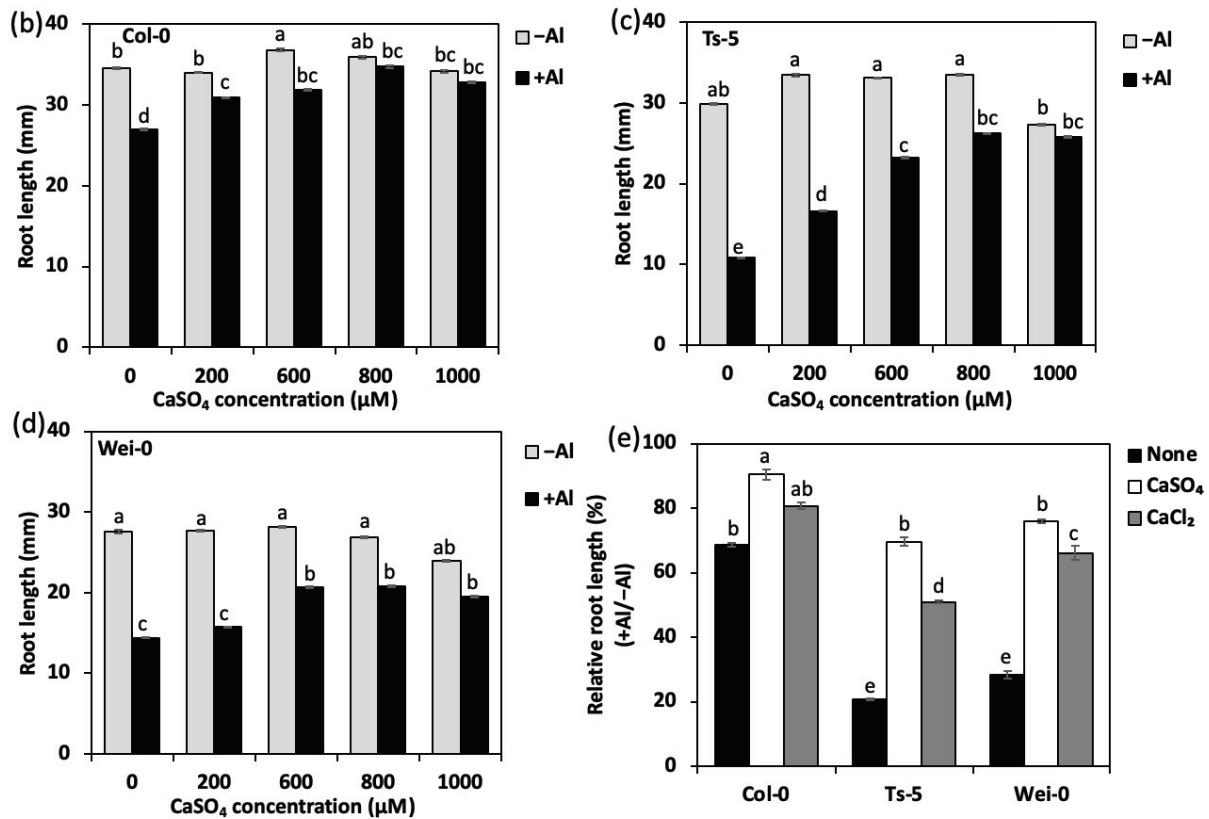 (b)
Col-0
–Al
+Al
Root length (mm)
40
30
20
10
0
b
b
a
ab
bc
d
c
bc
bc
bc
0 200 600 800 1000
CaSO₄ concentration (µM)
(c)
Ts-5
–Al
+Al
Root length (mm)
40
30
20
10
0
ab
a
a
a
b
e
d
c
bc
bc
0 200 600 800 1000
CaSO₄ concentration (µM)
(d)
Wei-0
–Al
+Al
Root length (mm)
40
30
20
10
0
a
a
a
a
ab
c
c
b
b
b
0 200 600 800 1000
CaSO₄ concentration (µM)
(e)
None
CaSO₄
CaCl₂
Relative root length (%)
(+Al/–Al)
100
80
60
40
20
0
b
a
ab
e
b
d
e
b
c
Col-0 Ts-5 Wei-0